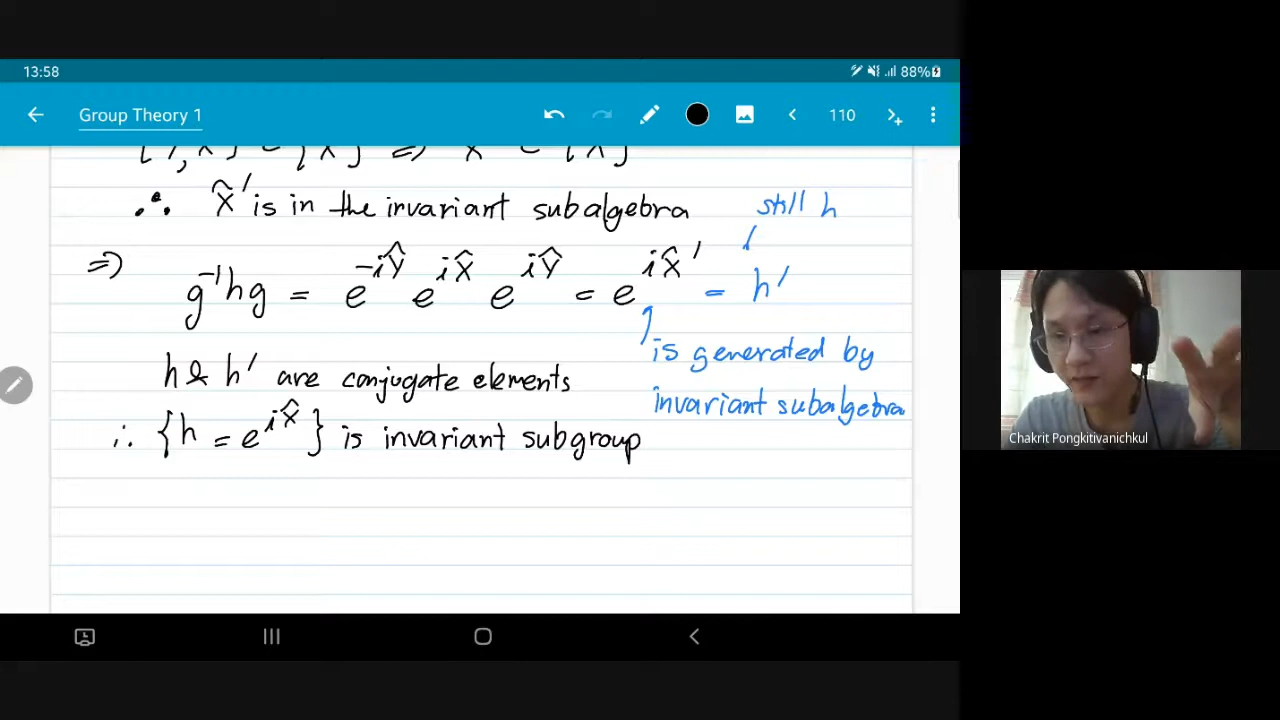 13:58
88%
Group Theory 1
110
∴ X̂' is in the invariant subalgebra
still h
⇒ g⁻¹hg = e^{-iŶ} e^{iX̂} e^{iŶ} = e^{iX̂'} = h'
is generated by
invariant subalgebra
h & h' are conjugate elements
∴ {h = e^{iX̂}} is invariant subgroup
Chakrit Pongkitivanichkul